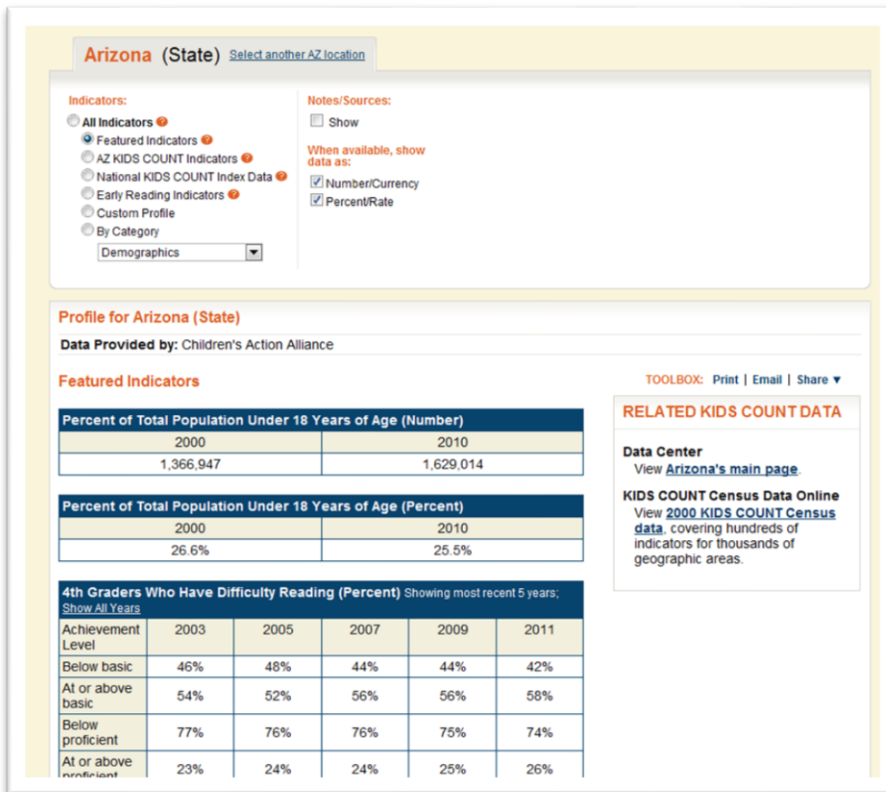 Arizona (State) Select another AZ location
Indicators:
All Indicators ?
Featured Indicators ?
AZ KIDS COUNT Indicators ?
National KIDS COUNT Index Data ?
Early Reading Indicators ?
Custom Profile
By Category
Demographics
Notes/Sources:
Show
When available, show
data as:
Number/Currency
Percent/Rate
Profile for Arizona (State)
Data Provided by: Children's Action Alliance
Featured Indicators
TOOLBOX: Print | Email | Share ▼
Percent of Total Population Under 18 Years of Age (Number)
2000 2010
1,366,947 1,629,014
Percent of Total Population Under 18 Years of Age (Percent)
2000 2010
26.6% 25.5%
4th Graders Who Have Difficulty Reading (Percent) Showing most recent 5 years;
Show All Years
Achievement
Level 2003 2005 2007 2009 2011
Below basic 46% 48% 44% 44% 42%
At or above
basic 54% 52% 56% 56% 58%
Below
proficient 77% 76% 76% 75% 74%
At or above
proficient 23% 24% 24% 25% 26%
RELATED KIDS COUNT DATA
Data Center
View Arizona's main page.
KIDS COUNT Census Data Online
View 2000 KIDS COUNT Census
data, covering hundreds of
indicators for thousands of
geographic areas.